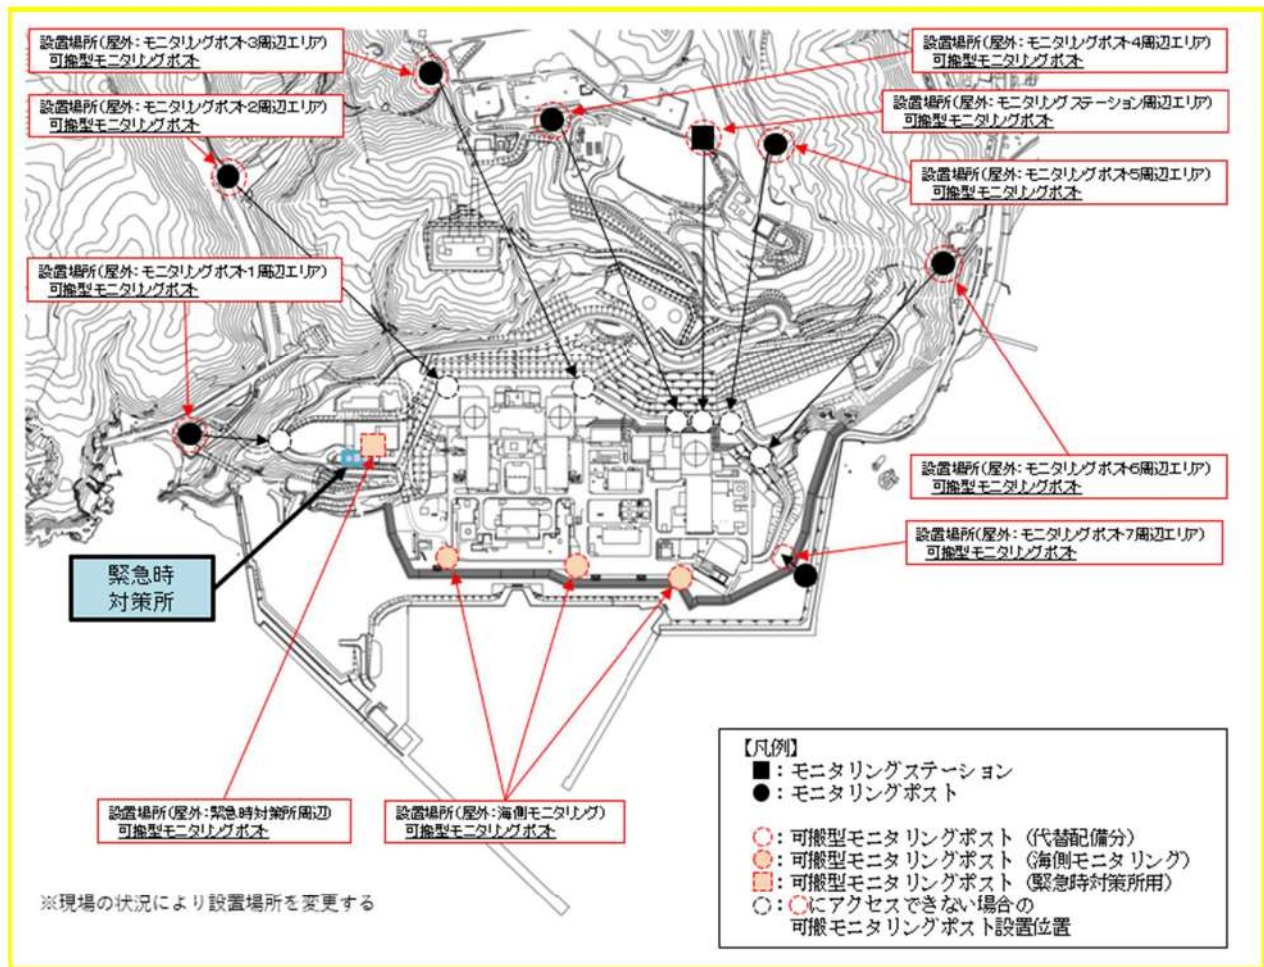 設置場所(屋外：モニタリングポスト-3周辺エリア)
可搬型モニタリングポスト
設置場所(屋外：モニタリングポスト-2周辺エリア)
可搬型モニタリングポスト
設置場所(屋外：モニタリングポスト-4周辺エリア)
可搬型モニタリングポスト
設置場所(屋外：モニタリングステーション周辺エリア)
可搬型モニタリングポスト
設置場所(屋外：モニタリングポスト-5周辺エリア)
可搬型モニタリングポスト
設置場所(屋外：モニタリングポスト-1周辺エリア)
可搬型モニタリングポスト
設置場所(屋外：モニタリングポスト-6周辺エリア)
可搬型モニタリングポスト
設置場所(屋外：モニタリングポスト-7周辺エリア)
可搬型モニタリングポスト
緊急時
対策所
設置場所(屋外：緊急時対策所周辺)
可搬型モニタリングポスト
設置場所(屋外：海側モニタリング)
可搬型モニタリングポスト
【凡例】
■：モニタリングステーション
●：モニタリングポスト
○：可搬型モニタリングポスト（代替配備分）
：可搬型モニタリングポスト（海側モニタリング）
：可搬型モニタリングポスト（緊急時対策所用）
○：○にアクセスできない場合の
可搬モニタリングポスト設置位置
※現場の状況により設置場所を変更する